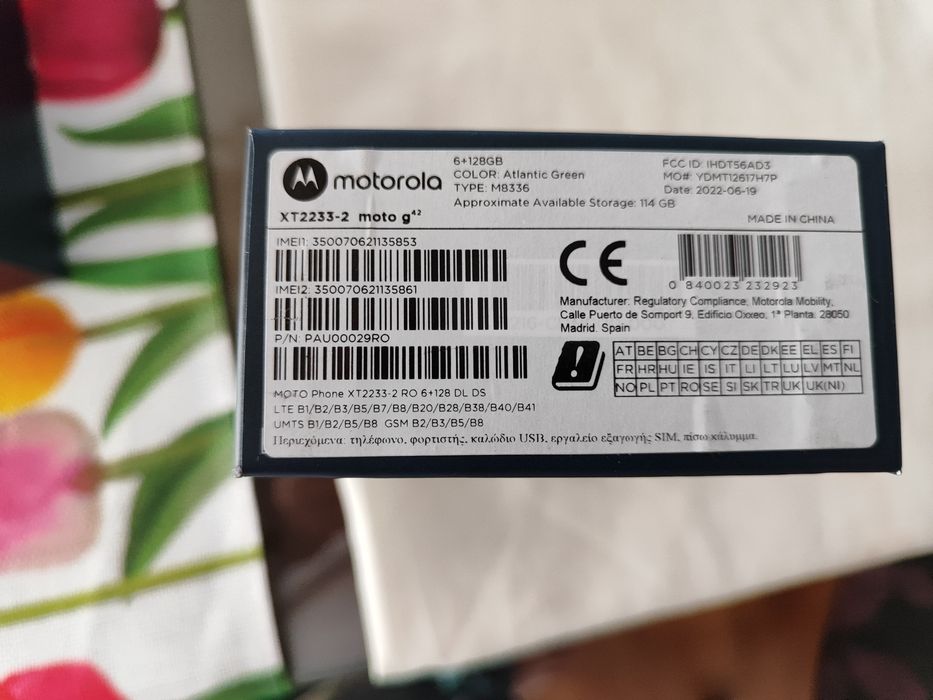 motorola
6+128GB
COLOR: Atlantic Green
TYPE: M8336
Approximate Available Storage: 114 GB
FCC ID: IHDT56AD3
MO#: YDMT12617H7P
Date: 2022-06-19
XT2233-2 moto g42
MADE IN CHINA
IMEI1: 350070621135853
IMEI2: 350070621135861
P/N: PAU00029RO
CE
0 840023 232923
Manufacturer: Regulatory Compliance, Motorola Mobility,
Calle Puerto de Somport 9, Edificio Oxxeo, 1ª Planta. 28050
Madrid. Spain
AT BE BG CH CY CZ DE DK EE EL ES FI
FR HR HU IE IS IT LI LT LU LV MT NL
NO PL PT RO SE SI SK TR UK UK(NI)
MOTO Phone XT2233-2 RO 6+128 DL DS
LTE B1/B2/B3/B5/B7/B8/B20/B28/B38/B40/B41
UMTS B1/B2/B5/B8 GSM B2/B3/B5/B8
Περιεχόμενα: τηλέφωνο, φορτιστής, καλώδιο USB, εργαλείο εξαγωγής SIM, πίσω κάλυμμα.